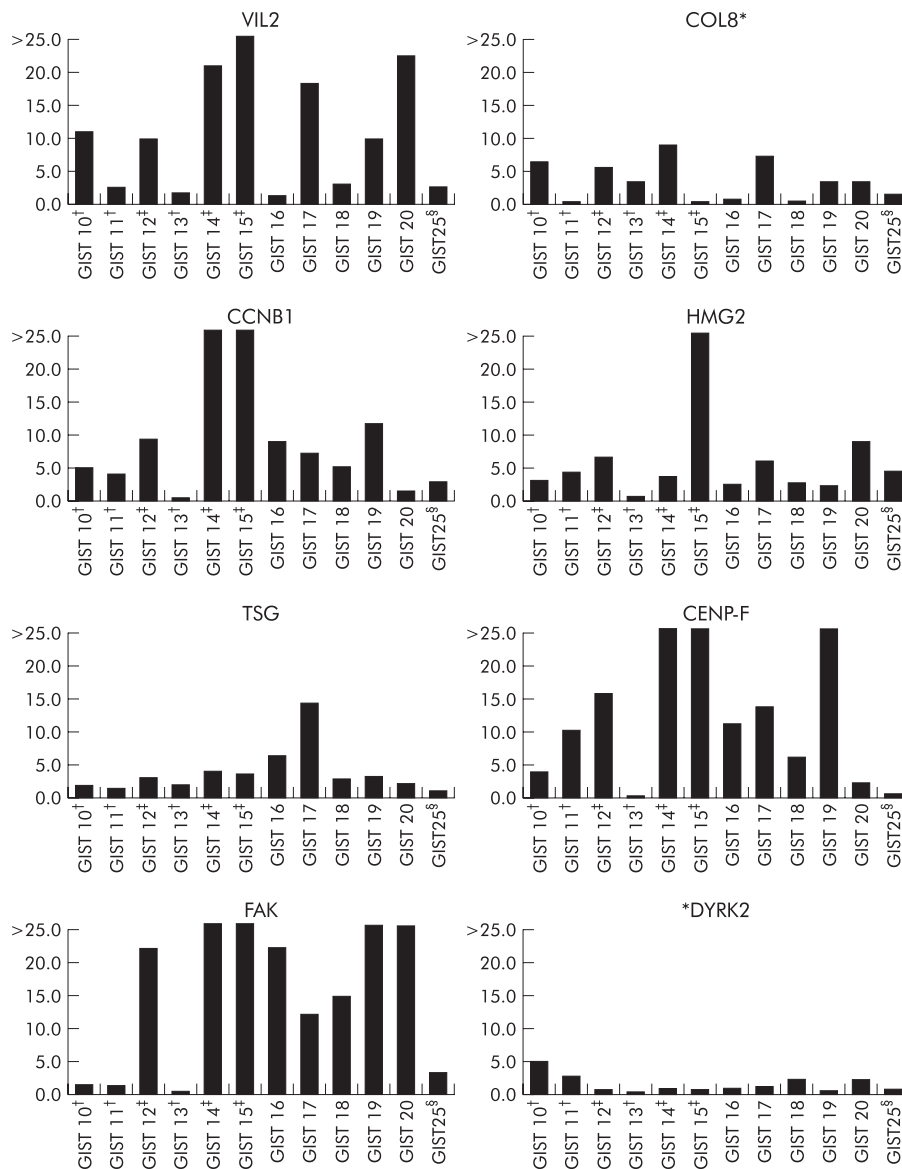 VIL2
>25.0
20.0
15.0
10.0
5.0
0.0
GIST 10†
GIST 11†
GIST 12‡
GIST 13†
GIST 14‡
GIST 15‡
GIST 16
GIST 17
GIST 18
GIST 19
GIST 20
GIST25§
COL8*
>25.0
20.0
15.0
10.0
5.0
0.0
GIST 10†
GIST 11†
GIST 12‡
GIST 13†
GIST 14‡
GIST 15‡
GIST 16
GIST 17
GIST 18
GIST 19
GIST 20
GIST25§
CCNB1
>25.0
20.0
15.0
10.0
5.0
0.0
GIST 10†
GIST 11†
GIST 12‡
GIST 13†
GIST 14‡
GIST 15‡
GIST 16
GIST 17
GIST 18
GIST 19
GIST 20
GIST25§
HMG2
>25.0
20.0
15.0
10.0
5.0
0.0
GIST 10†
GIST 11†
GIST 12‡
GIST 13†
GIST 14‡
GIST 15‡
GIST 16
GIST 17
GIST 18
GIST 19
GIST 20
GIST25§
TSG
>25.0
20.0
15.0
10.0
5.0
0.0
GIST 10†
GIST 11†
GIST 12‡
GIST 13†
GIST 14‡
GIST 15‡
GIST 16
GIST 17
GIST 18
GIST 19
GIST 20
GIST25§
CENP-F
>25.0
20.0
15.0
10.0
5.0
0.0
GIST 10†
GIST 11†
GIST 12‡
GIST 13†
GIST 14‡
GIST 15‡
GIST 16
GIST 17
GIST 18
GIST 19
GIST 20
GIST25§
FAK
>25.0
20.0
15.0
10.0
5.0
0.0
GIST 10†
GIST 11†
GIST 12‡
GIST 13†
GIST 14‡
GIST 15‡
GIST 16
GIST 17
GIST 18
GIST 19
GIST 20
GIST25§
*DYRK2
>25.0
20.0
15.0
10.0
5.0
0.0
GIST 10†
GIST 11†
GIST 12‡
GIST 13†
GIST 14‡
GIST 15‡
GIST 16
GIST 17
GIST 18
GIST 19
GIST 20
GIST25§